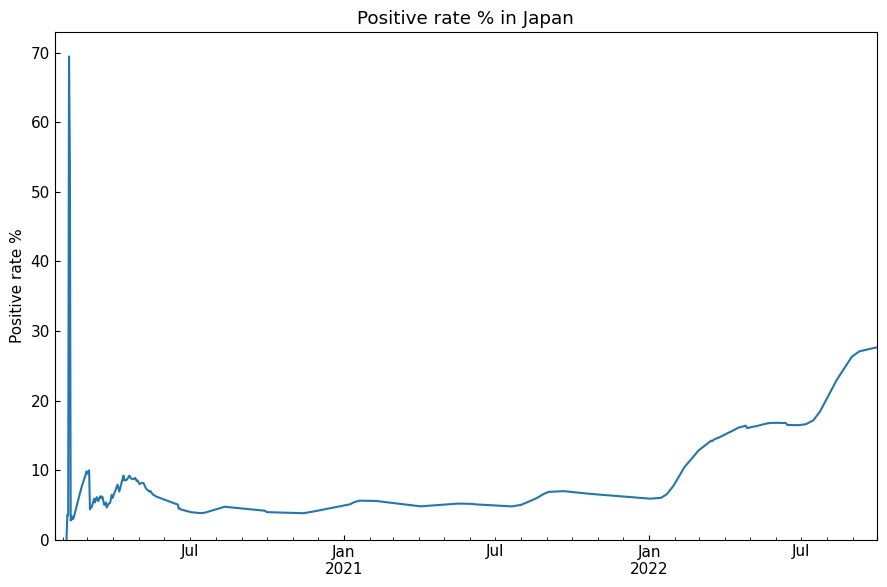 Positive rate % in Japan
Positive rate %
70
60
50
40
30
20
10
0
Jul
Jan
2021
Jul
Jan
2022
Jul